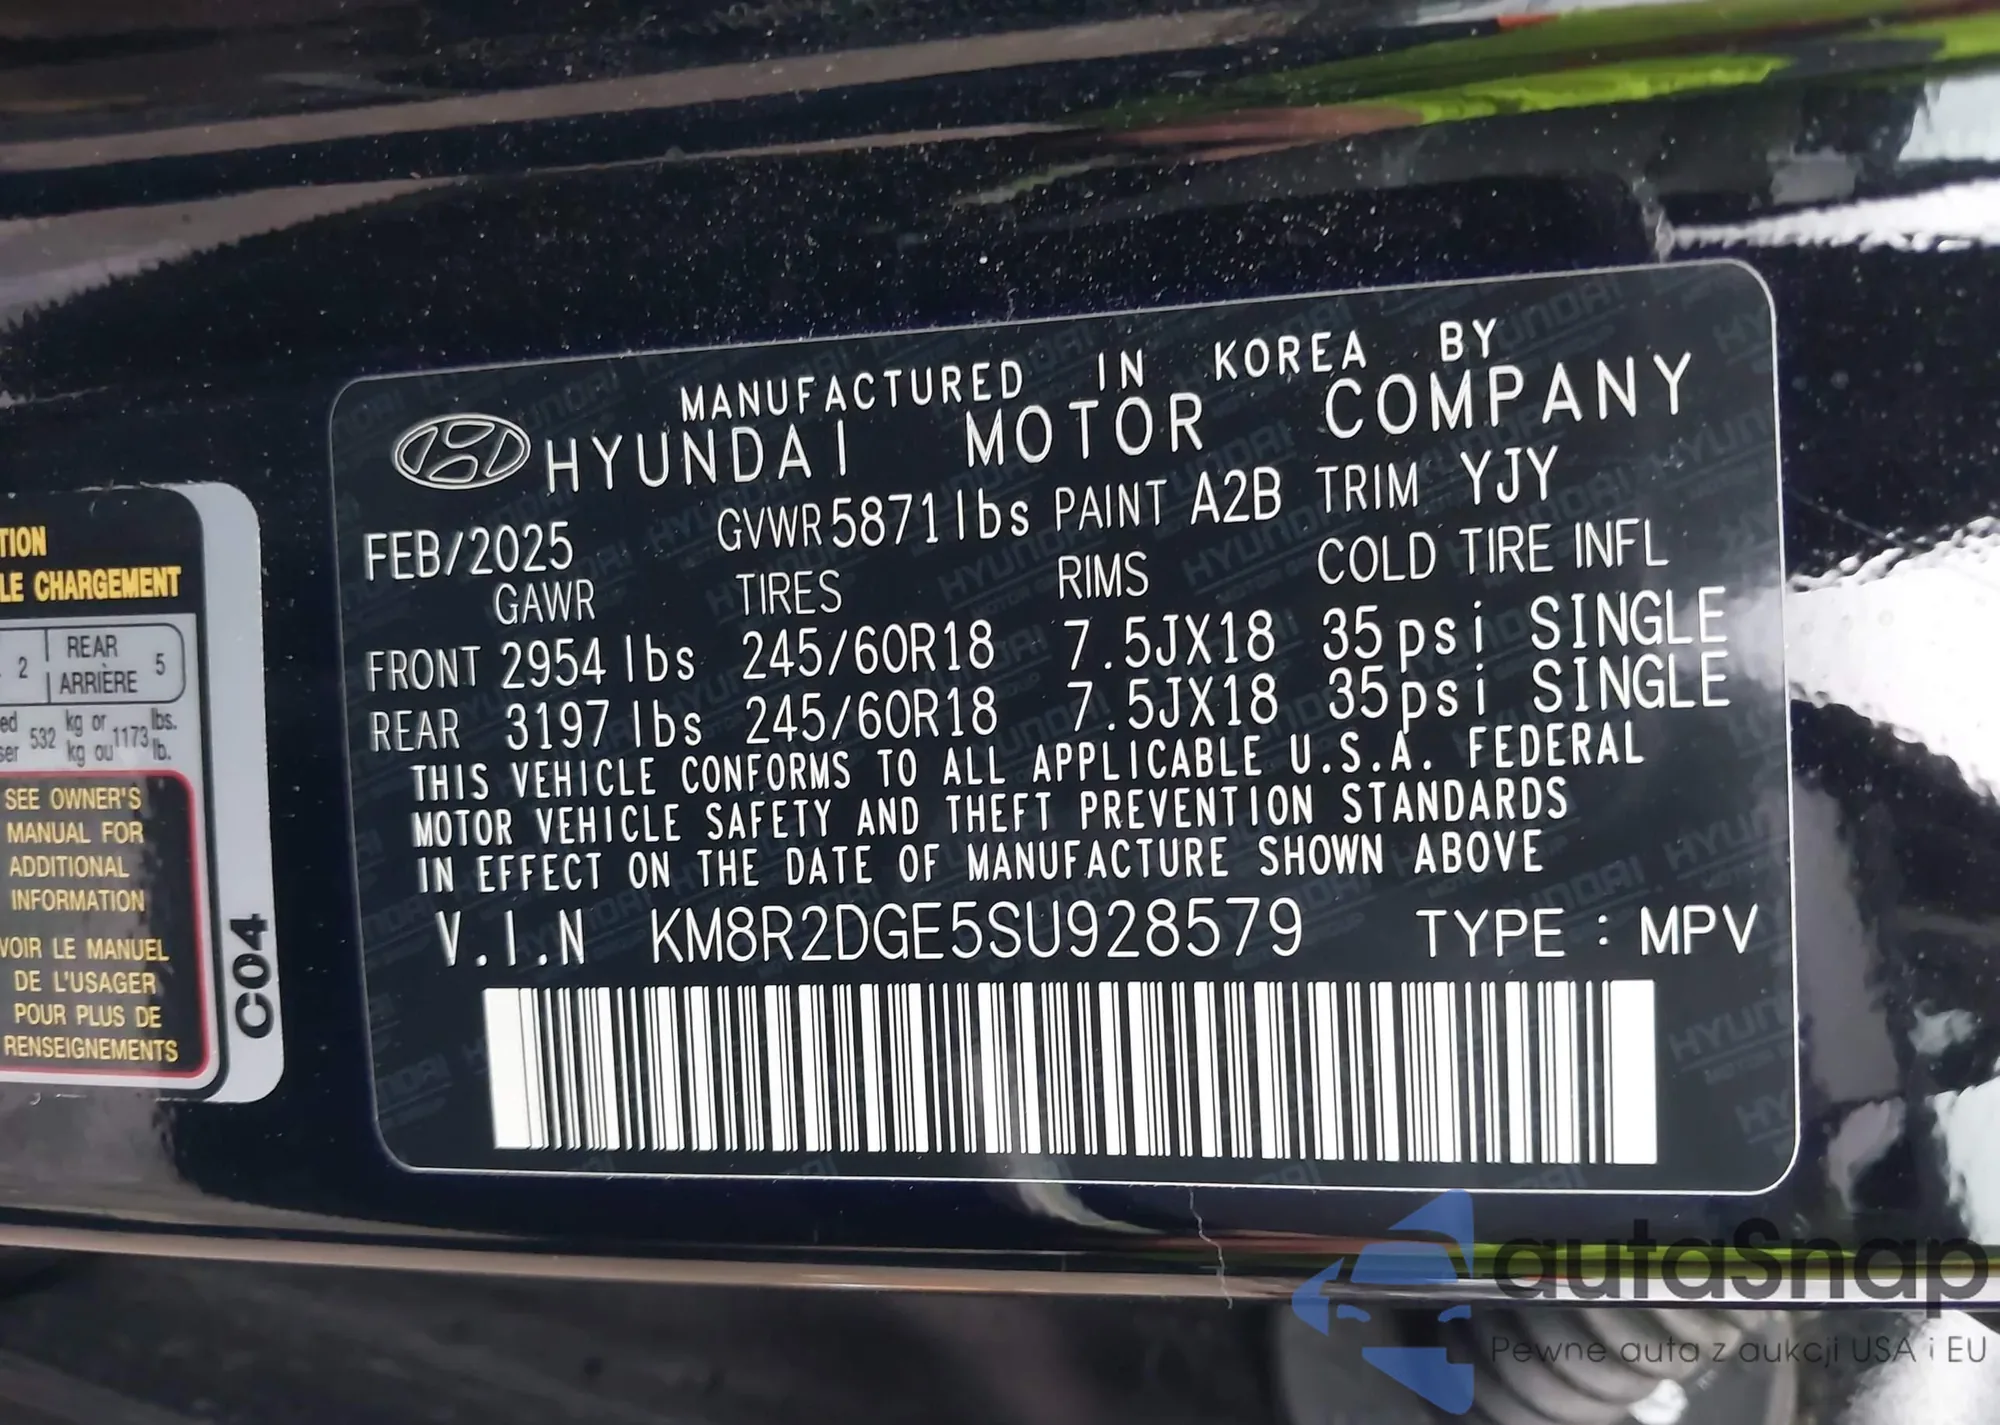 MANUFACTURED IN KOREA BY
HYUNDAI MOTOR COMPANY
FEB/2025 GVWR 5871 lbs PAINT A2B TRIM YJY
GAWR TIRES RIMS COLD TIRE INFL
FRONT 2954 lbs 245/60R18 7.5JX18 35psi SINGLE
REAR 3197 lbs 245/60R18 7.5JX18 35psi SINGLE
THIS VEHICLE CONFORMS TO ALL APPLICABLE U.S.A. FEDERAL
MOTOR VEHICLE SAFETY AND THEFT PREVENTION STANDARDS
IN EFFECT ON THE DATE OF MANUFACTURE SHOWN ABOVE
V.I.N KM8R2DGE5SU928579 TYPE : MPV
TION
LE CHARGEMENT
2 REAR
ARRIÈRE 5
ed 532 kg or 1173 lbs.
ser kg ou lb.
SEE OWNER'S
MANUAL FOR
ADDITIONAL
INFORMATION
VOIR LE MANUEL
DE L'USAGER
POUR PLUS DE
RENSEIGNEMENTS
C04
autaSnap
Pewne auta z aukcji USA i EU